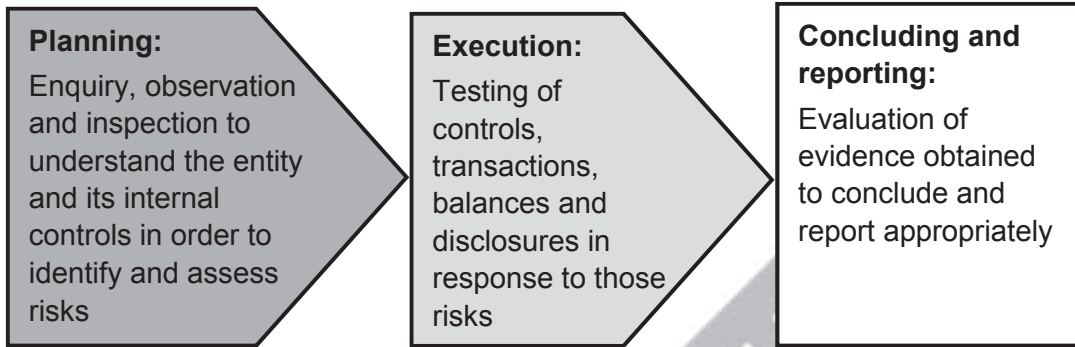 Planning:
Enquiry, observation
and inspection to
understand the entity
and its internal
controls in order to
identify and assess
risks
Execution:
Testing of
controls,
transactions,
balances and
disclosures in
response to those
risks
Concluding and
reporting:
Evaluation of
evidence obtained
to conclude and
report appropriately